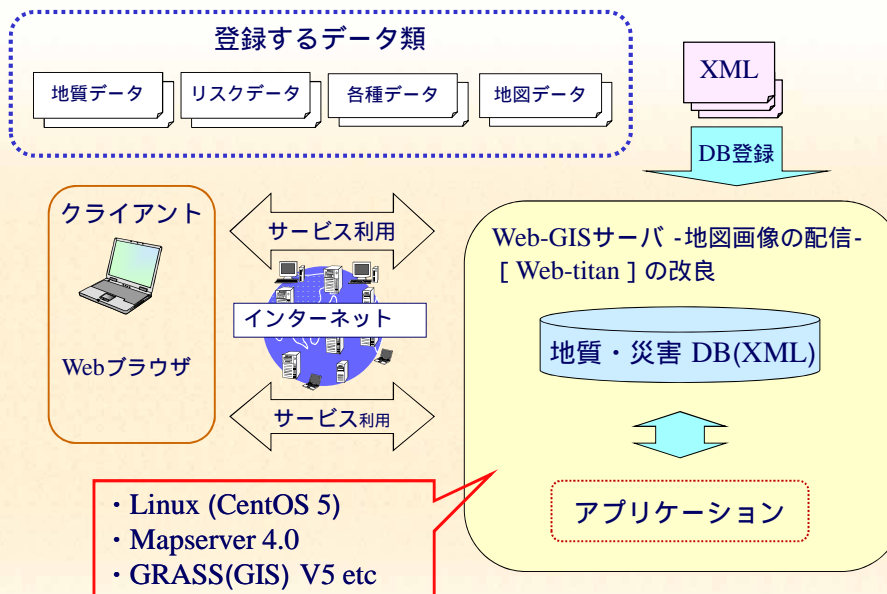 登録するデータ類
地質データ
リスクデータ
各種データ
地図データ
XML
DB登録
クライアント
Webブラウザ
サービス利用
インターネット
サービス利用
Web-GISサーバ -地図画像の配信-
［ Web-titan ］の改良
地質・災害 DB(XML)
アプリケーション
・Linux (CentOS 5)
・Mapserver 4.0
・GRASS(GIS) V5 etc